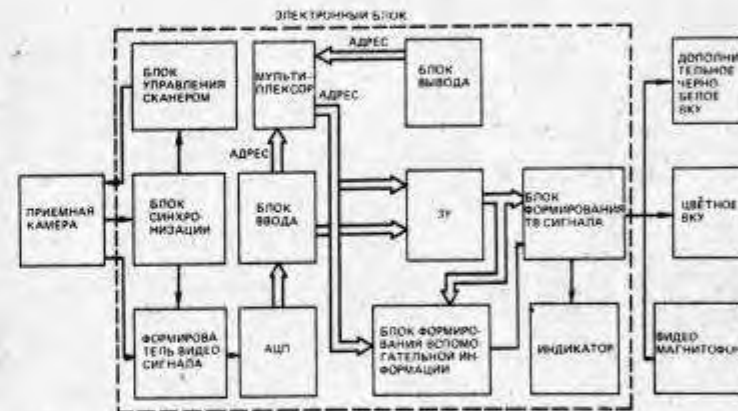 ЭЛЕКТРОННЫЙ БЛОК
БЛОК
УПРАВЛЕНИЯ
СКАНЕРОМ
МУЛЬТИ-
ПЛЕКСОР
АДРЕС
БЛОК
ВЫВОДА
АДРЕС
АДРЕС
ДОПОЛНИ
ТЕЛЬНОЕ
ЧЕРНО
БЕЛОЕ
ВКУ
ПРИЕМНАЯ
КАМЕРА
БЛОК
СИНХРО-
НИЗАЦИИ
БЛОК
ВВОДА
ЗУ
БЛОК
ФОРМИРОВАНИЯ
ТВ СИГНАЛА
ЦВЕТНОЕ
ВКУ
ФОРМИРОВА
ТЕЛЬ ВИДЕО
СИГНАЛА
АЦП
БЛОК ФОРМИРО-
ВАНИЯ ВСПОМО-
ГАТЕЛЬНОЙ ИН-
ФОРМАЦИИ
ИНДИКАТОР
ВИДЕО
МАГНИТОФОН